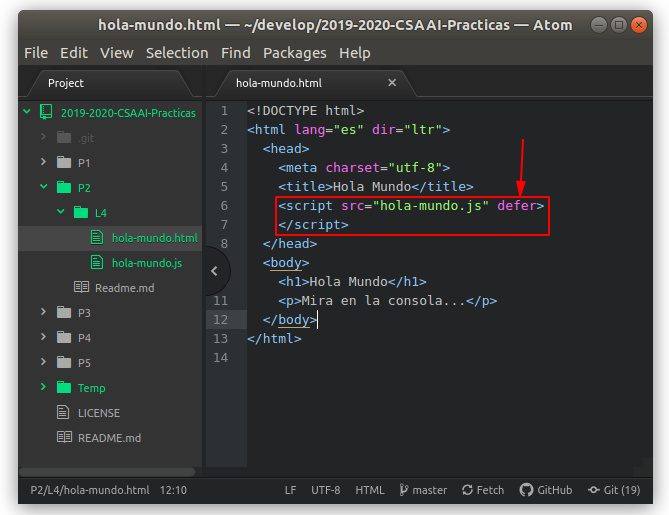 hola-mundo.html — ~/develop/2019-2020-CSAAI-Practicas — Atom
File Edit View Selection Find Packages Help
Project
2019-2020-CSAAI-Practicas
.git
P1
P2
L4
hola-mundo.html
hola-mundo.js
Readme.md
P3
P4
P5
Temp
LICENSE
README.md
hola-mundo.html
1 <!DOCTYPE html>
2 <html lang="es" dir="ltr">
3 <head>
4 <meta charset="utf-8">
5 <title>Hola Mundo</title>
6 <script src="hola-mundo.js" defer>
7 </script>
8 </head>
<body>
<h1>Hola Mundo</h1>
11 <p>Mira en la consola...</p>
12 </body>
13 </html>
14
P2/L4/hola-mundo.html 12:10 LF UTF-8 HTML master Fetch GitHub Git (19)